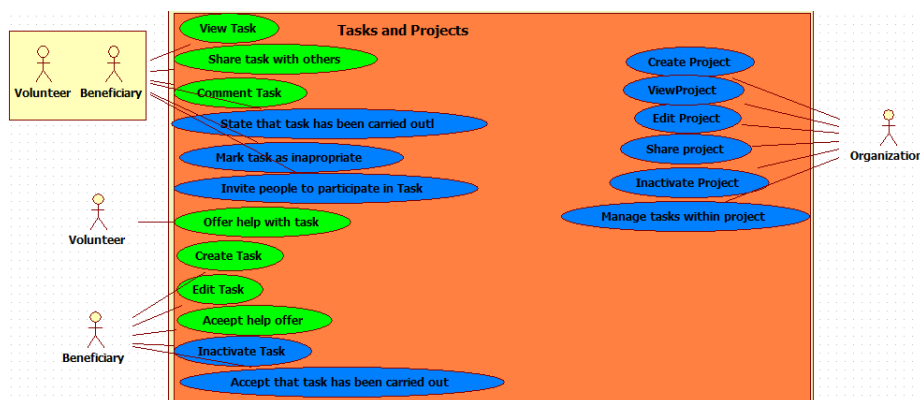 Tasks and Projects
View Task
Share task with others
Comment Task
State that task has been carried outl
Mark task as inapropriate
Invite people to participate in Task
Offer help with task
Create Task
Edit Task
Aceept help offer
Inactivate Task
Accept that task has been carried out
Create Project
ViewProject
Edit Project
Share project
Inactivate Project
Manage tasks within project
Volunteer
Beneficiary
Volunteer
Beneficiary
Organization